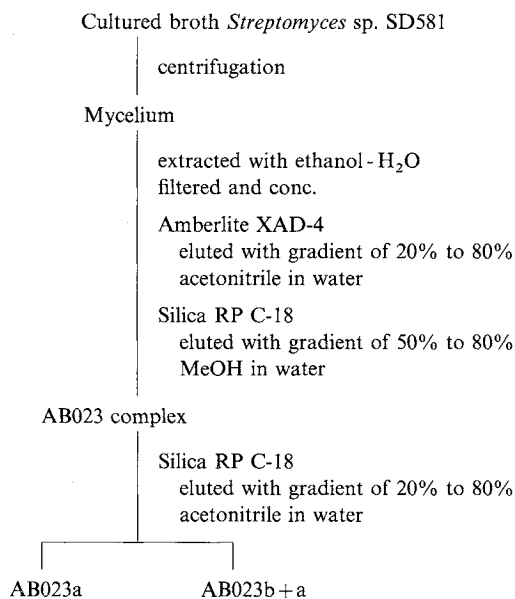 Cultured broth Streptomyces sp. SD581
centrifugation
Mycelium
extracted with ethanol-H₂O
filtered and conc.
Amberlite XAD-4
eluted with gradient of 20% to 80%
acetonitrile in water
Silica RP C-18
eluted with gradient of 50% to 80%
MeOH in water
AB023 complex
Silica RP C-18
eluted with gradient of 20% to 80%
acetonitrile in water
AB023a AB023b+a